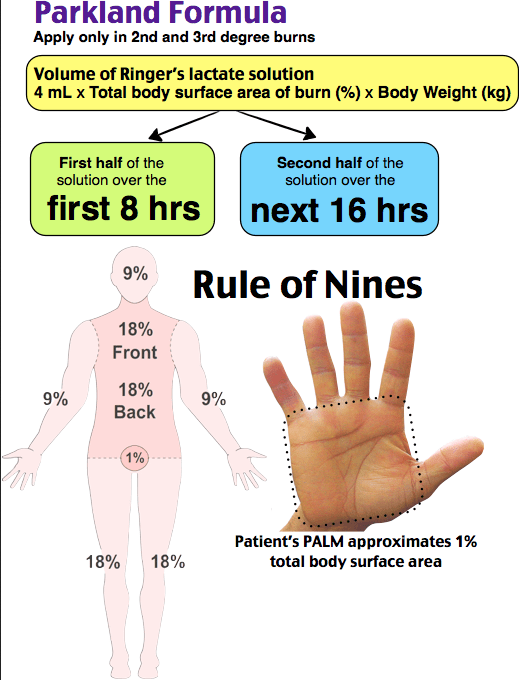 Parkland Formula
Apply only in 2nd and 3rd degree burns
Volume of Ringer's lactate solution
4 mL x Total body surface area of burn (%) x Body Weight (kg)
First half of the
solution over the
first 8 hrs
Second half of the
solution over the
next 16 hrs
Rule of Nines
9%
18%
Front
18%
Back
9%
9%
1%
18%
18%
Patient's PALM approximates 1%
total body surface area